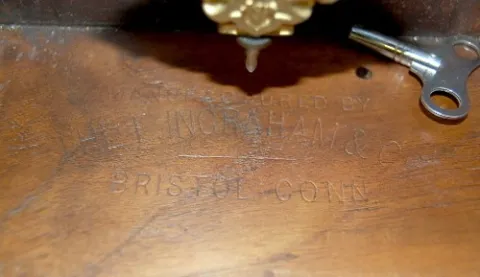 MANUFACTURED BY
INGRAHAM & Co
BRISTOL CONN.